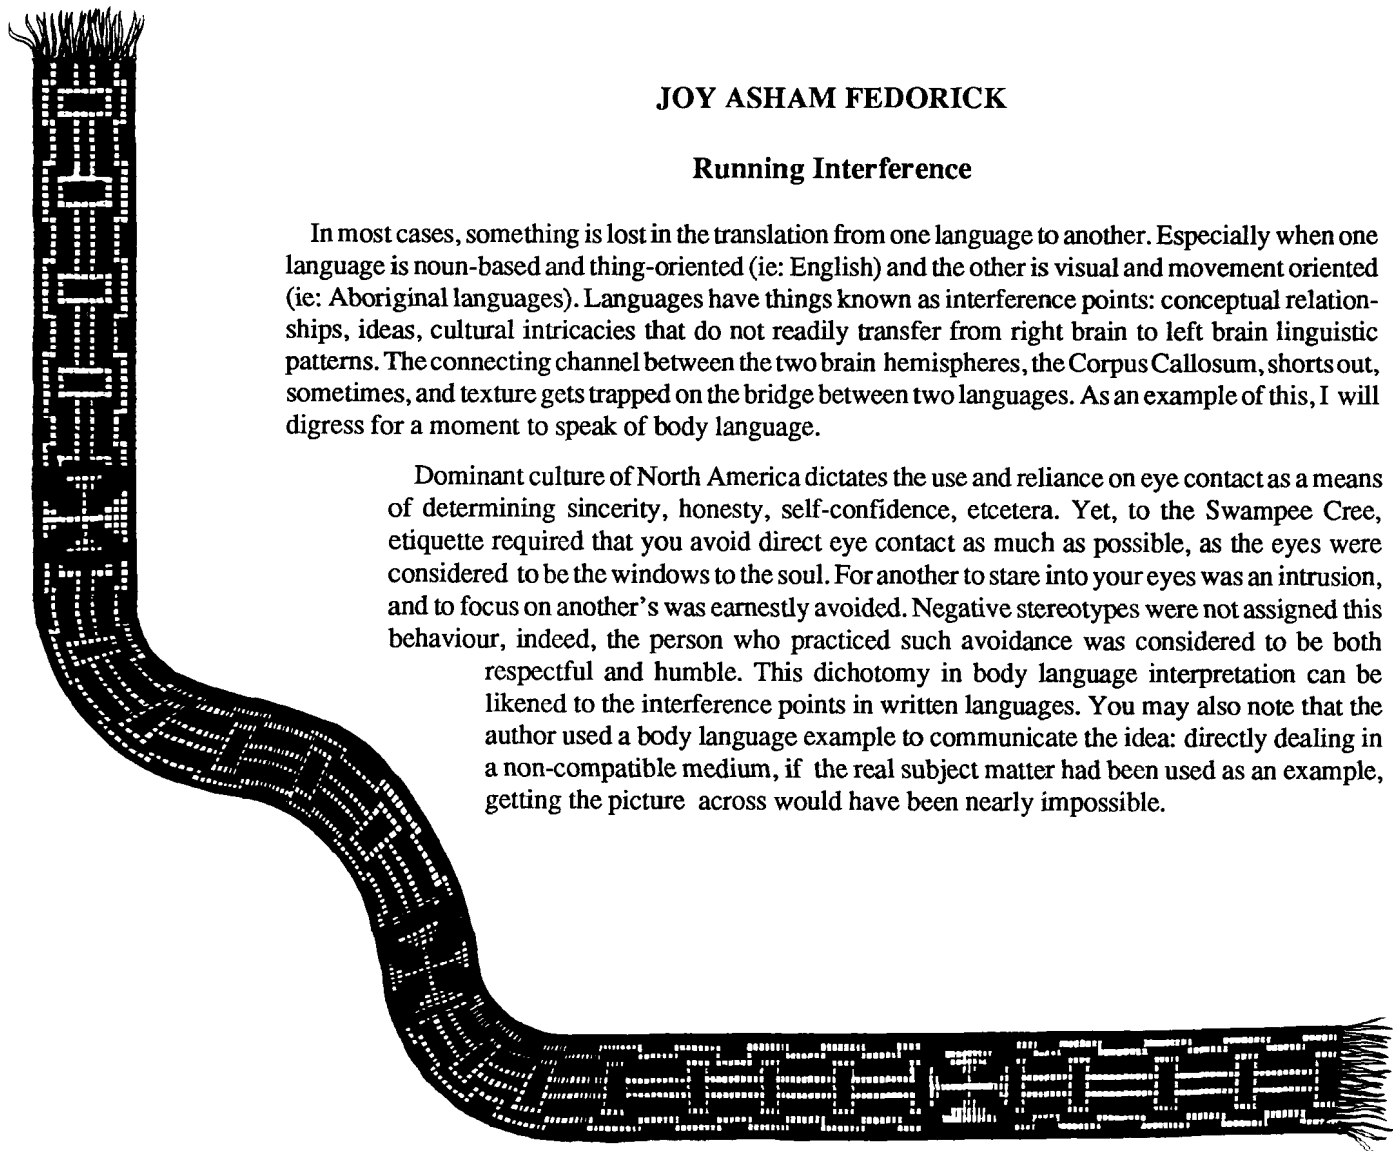 JOY ASHAM FEDORICK
Running Interference
In most cases, something is lost in the translation from one language to another. Especially when one
language is noun-based and thing-oriented (ie: English) and the other is visual and movement oriented
(ie: Aboriginal languages). Languages have things known as interference points: conceptual relation-
ships, ideas, cultural intricacies that do not readily transfer from right brain to left brain linguistic
patterns. The connecting channel between the two brain hemispheres, the Corpus Callosum, shorts out,
sometimes, and texture gets trapped on the bridge between two languages. As an example of this, I will
digress for a moment to speak of body language.
Dominant culture of North America dictates the use and reliance on eye contact as a means
of determining sincerity, honesty, self-confidence, etcetera. Yet, to the Swampee Cree,
etiquette required that you avoid direct eye contact as much as possible, as the eyes were
considered to be the windows to the soul. For another to stare into your eyes was an intrusion,
and to focus on another's was earnestly avoided. Negative stereotypes were not assigned this
behaviour, indeed, the person who practiced such avoidance was considered to be both
respectful and humble. This dichotomy in body language interpretation can be
likened to the interference points in written languages. You may also note that the
author used a body language example to communicate the idea: directly dealing in
a non-compatible medium, if the real subject matter had been used as an example,
getting the picture across would have been nearly impossible.